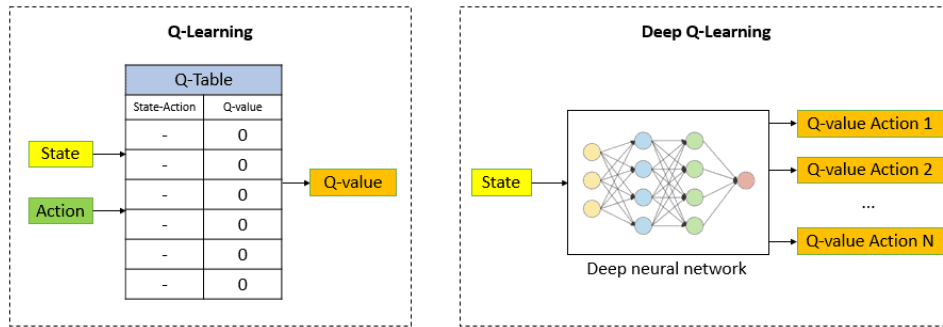 Q-Learning
Q-Table
State-Action Q-value
- 0
- 0
- 0
- 0
- 0
- 0
- 0
State
Action
Q-value
Deep Q-Learning
State
Deep neural network
Q-value Action 1
Q-value Action 2
...
Q-value Action N